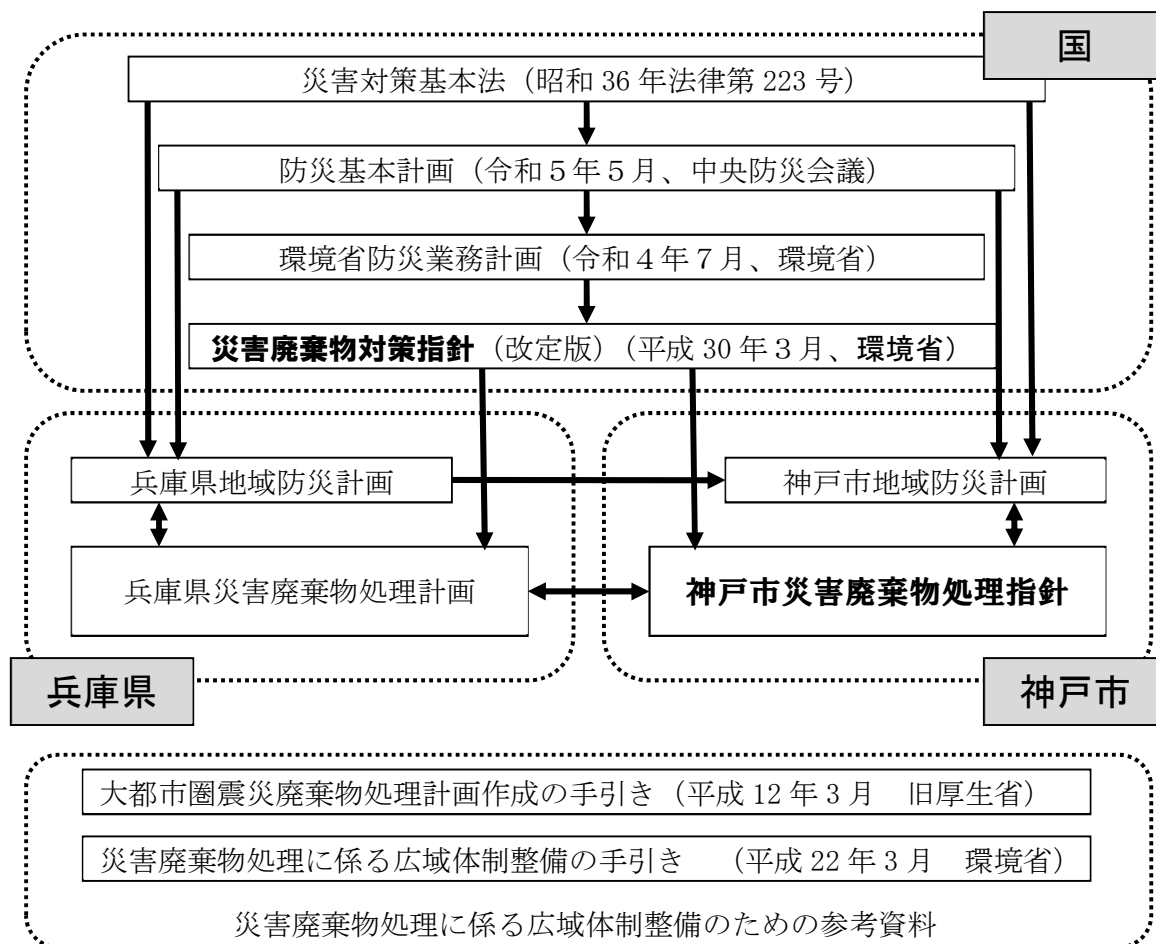 国
災害対策基本法（昭和 36 年法律第 223 号）
防災基本計画（令和５年５月、中央防災会議）
環境省防災業務計画（令和４年７月、環境省）
災害廃棄物対策指針（改定版）（平成 30 年３月、環境省）
兵庫県地域防災計画
神戸市地域防災計画
兵庫県災害廃棄物処理計画
神戸市災害廃棄物処理指針
兵庫県
神戸市
大都市圏震災廃棄物処理計画作成の手引き（平成 12 年 3 月　旧厚生省）
災害廃棄物処理に係る広域体制整備の手引き　（平成 22 年 3 月　環境省）
災害廃棄物処理に係る広域体制整備のための参考資料